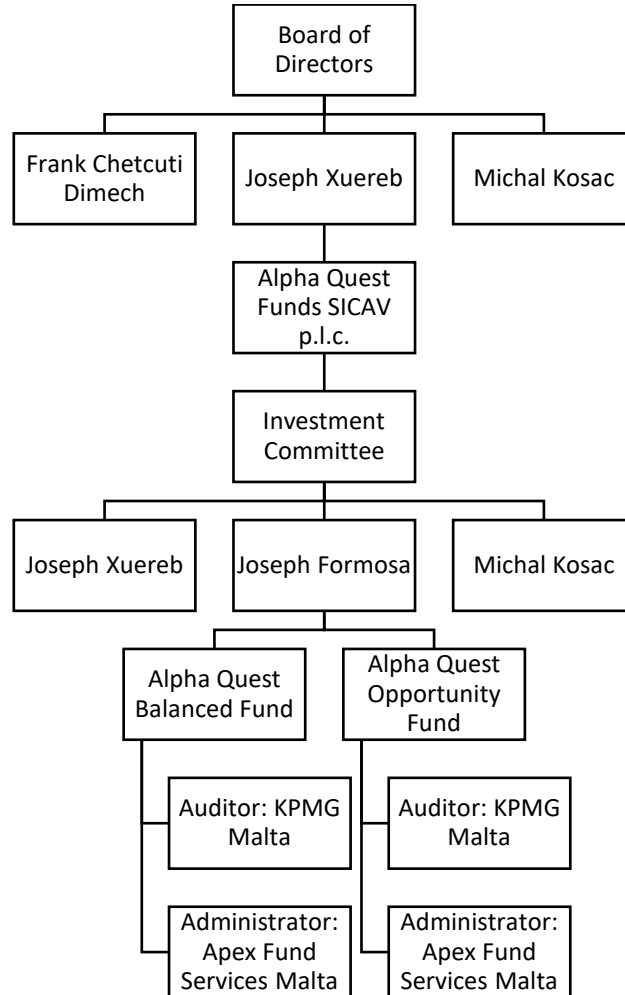 Board of
Directors
Frank Chetcuti
Dimech
Joseph Xuereb
Michal Kosac
Alpha Quest
Funds SICAV
p.l.c.
Investment
Committee
Joseph Xuereb
Joseph Formosa
Michal Kosac
Alpha Quest
Balanced Fund
Alpha Quest
Opportunity
Fund
Auditor: KPMG
Malta
Auditor: KPMG
Malta
Administrator:
Apex Fund
Services Malta
Administrator:
Apex Fund
Services Malta